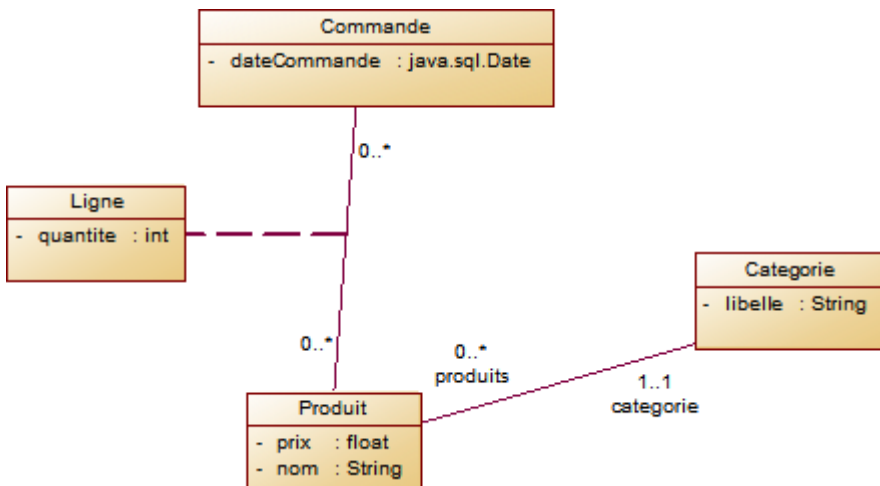 Commande
- dateCommande : java.sql.Date
0..*
Ligne
- quantite : int
Categorie
- libelle : String
0..*
0..*
produits
1..1
categorie
Produit
- prix : float
- nom : String